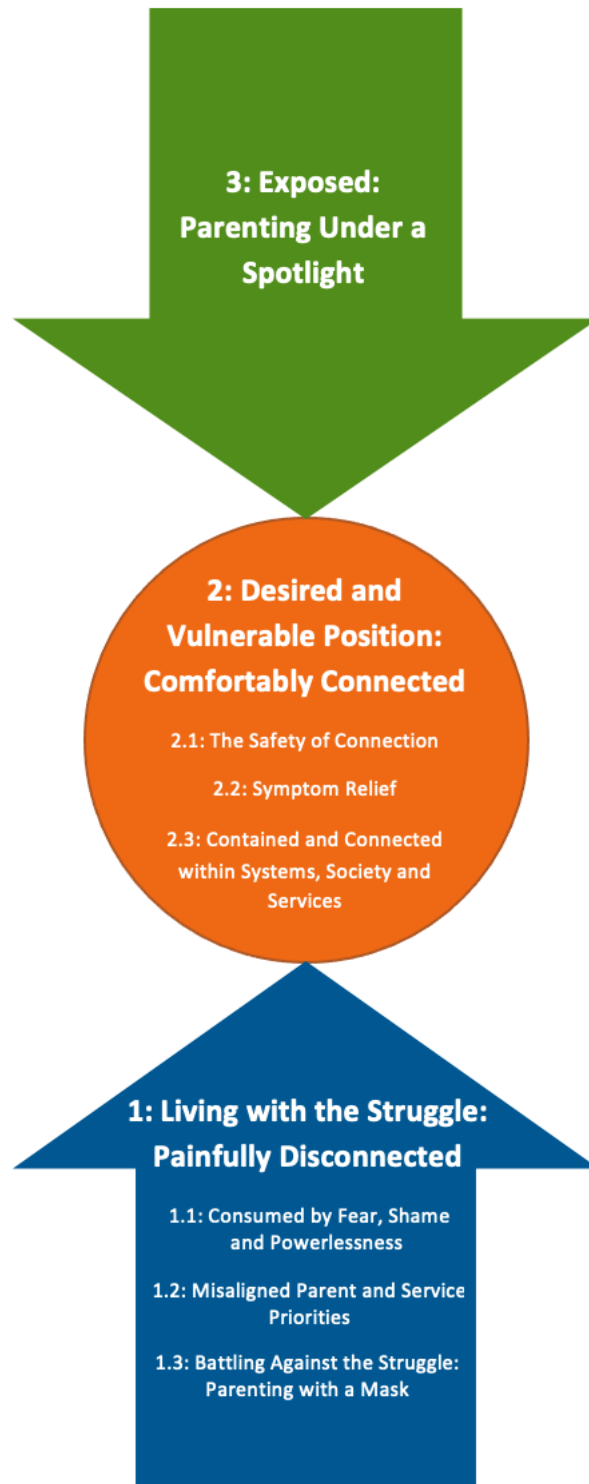 3: Exposed:
Parenting Under a
Spotlight
2: Desired and
Vulnerable Position:
Comfortably Connected
2.1: The Safety of Connection
2.2: Symptom Relief
2.3: Contained and Connected
within Systems, Society and
Services
1: Living with the Struggle:
Painfully Disconnected
1.1: Consumed by Fear, Shame
and Powerlessness
1.2: Misaligned Parent and Service
Priorities
1.3: Battling Against the Struggle:
Parenting with a Mask